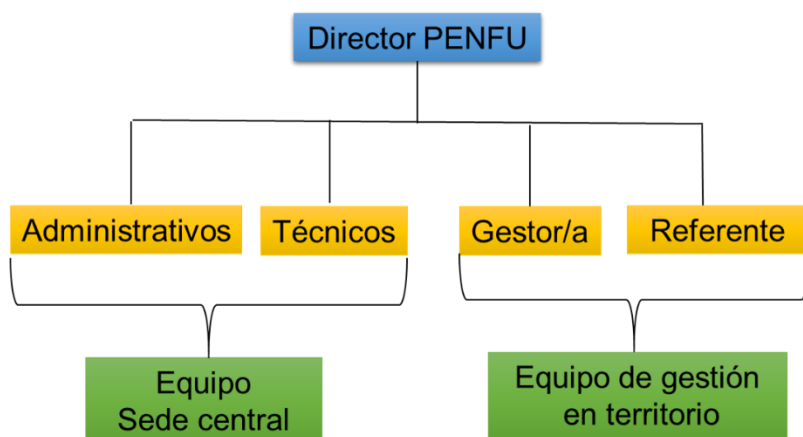 Director PENFU
Administrativos
Técnicos
Gestor/a
Referente
Equipo
Sede central
Equipo de gestión
en territorio